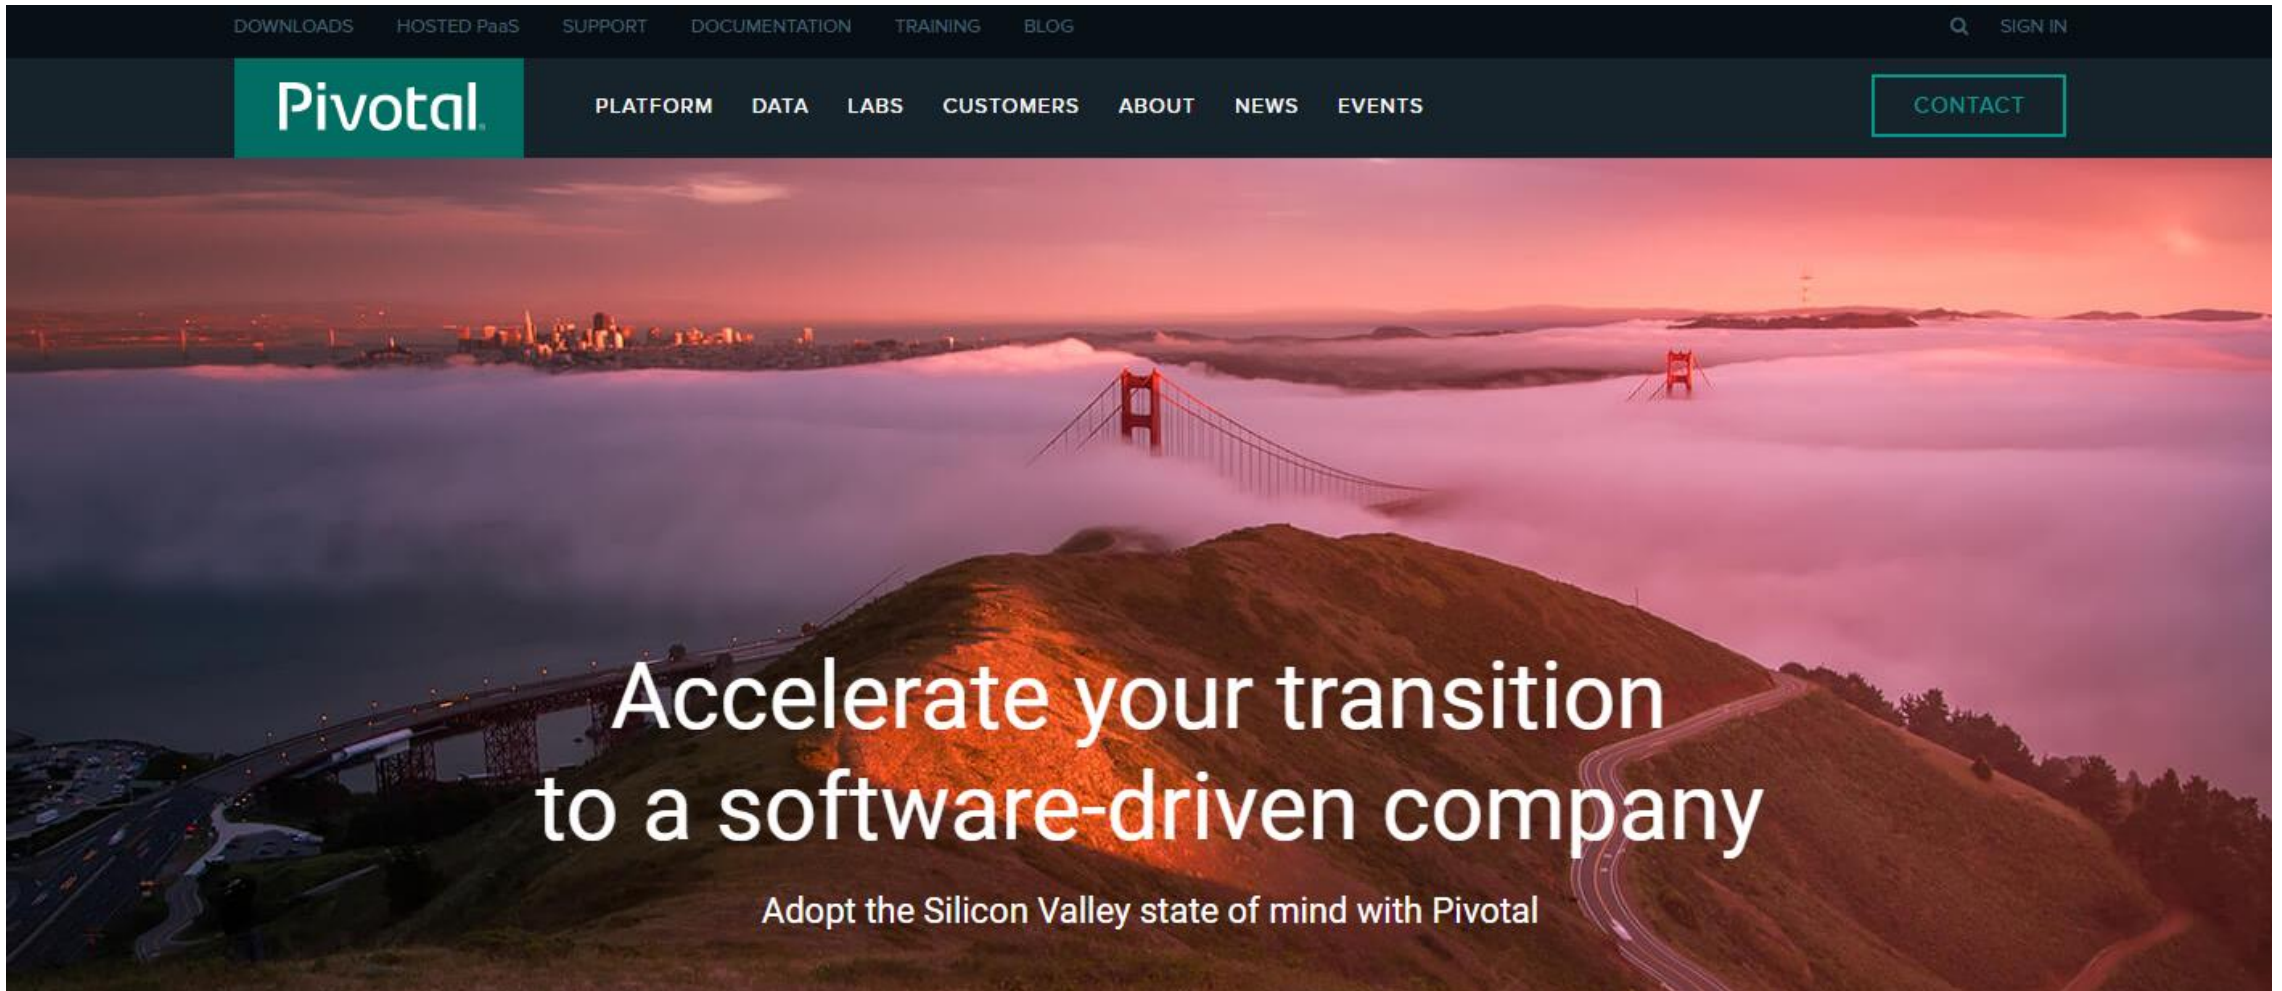 DOWNLOADS HOSTED PaaS SUPPORT DOCUMENTATION TRAINING BLOG SIGN IN
Pivotal PLATFORM DATA LABS CUSTOMERS ABOUT NEWS EVENTS CONTACT
Accelerate your transition
to a software-driven company
Adopt the Silicon Valley state of mind with Pivotal